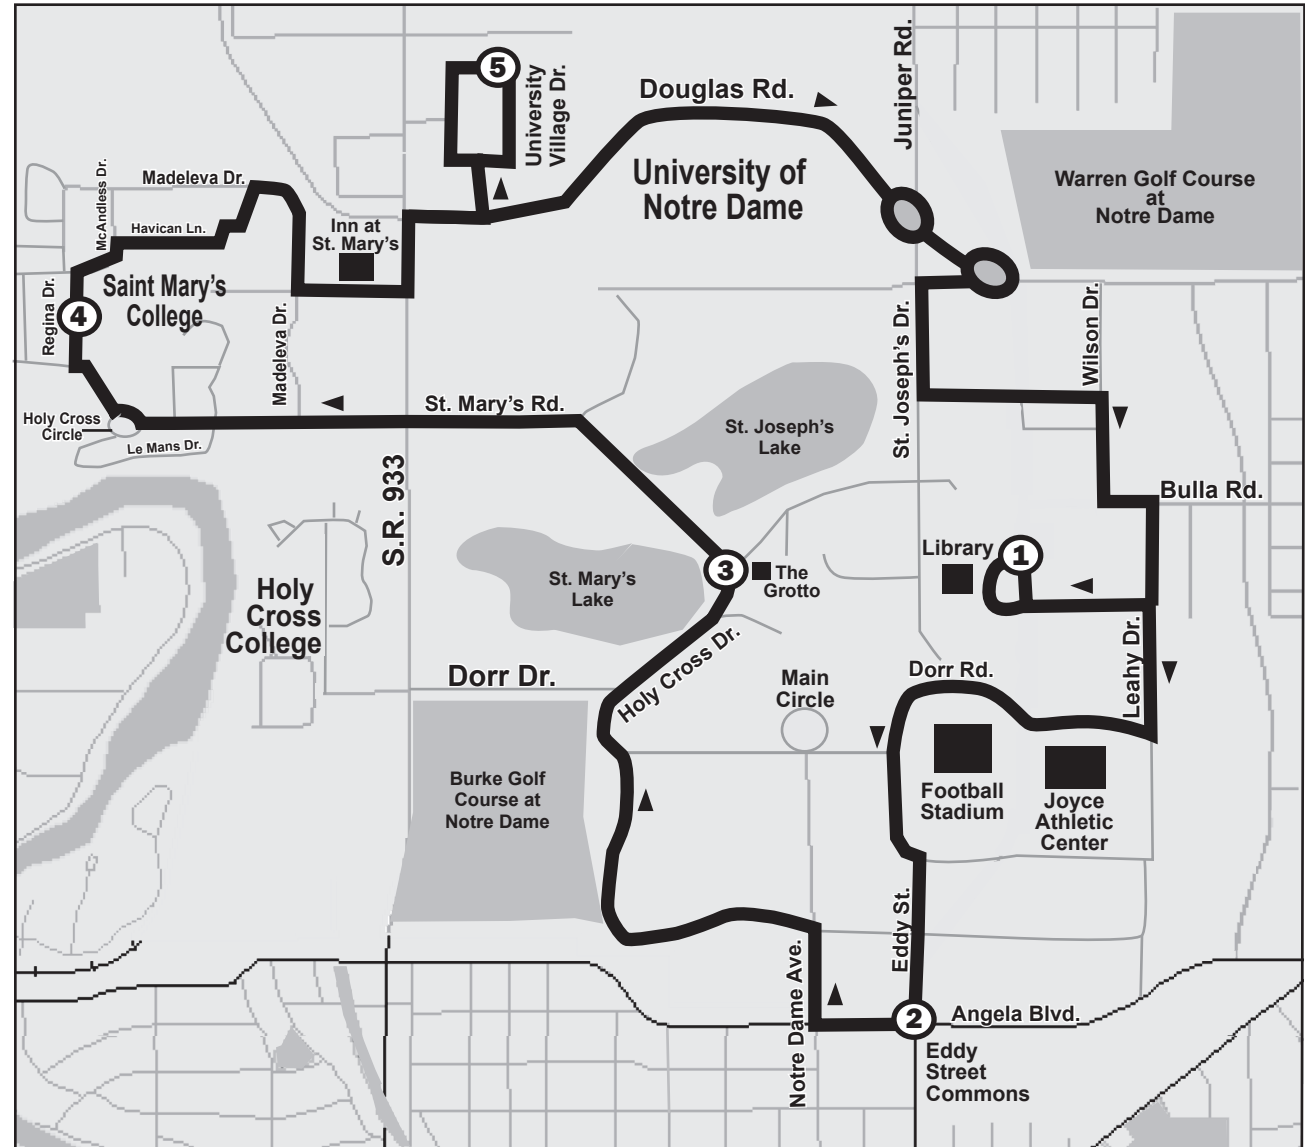 5
University
Village Dr.
Douglas Rd.
Juniper Rd.
University of
Notre Dame
Warren Golf Course
at
Notre Dame
McAndless Dr.
Madeleva Dr.
Havican Ln.
Inn at
St. Mary's
Saint Mary's
College
Regina Dr.
4
Madeleva Dr.
St. Joseph's Dr.
Wilson Dr.
Holy Cross
Circle
Le Mans Dr.
St. Mary's Rd.
St. Joseph's
Lake
S.R. 933
Bulla Rd.
Library
1
3
The
Grotto
St. Mary's
Lake
Holy
Cross
College
Holy Cross Dr.
Leahy Dr.
Dorr Dr.
Dorr Rd.
Main
Circle
Burke Golf
Course at
Notre Dame
Football
Stadium
Joyce
Athletic
Center
Eddy St.
Notre Dame Ave.
2
Angela Blvd.
Eddy
Street
Commons